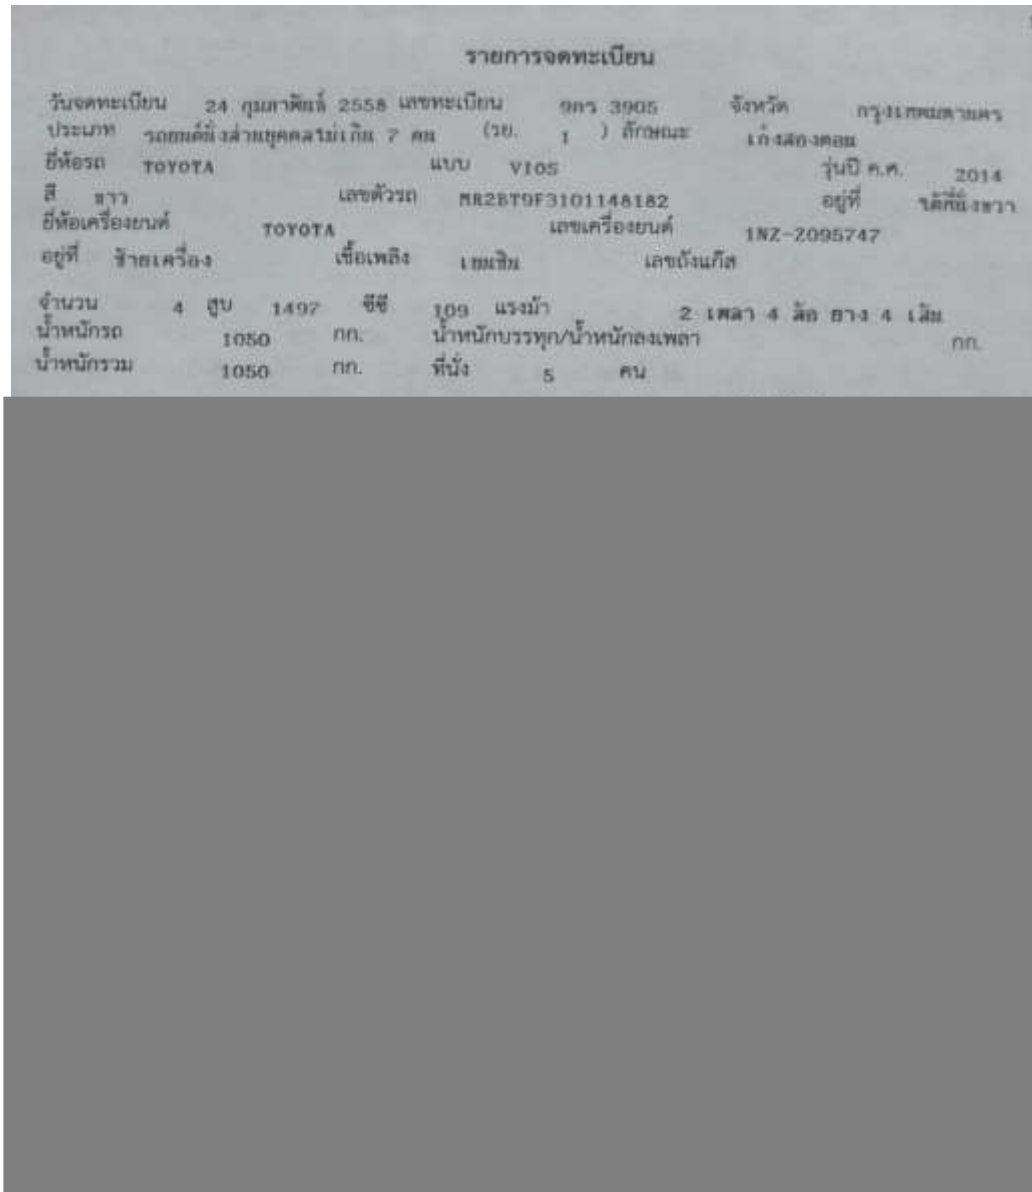 รายการจดทะเบียน
วันจดทะเบียน 24 กุมภาพันธ์ 2558 เลขทะเบียน 9กร 3905 จังหวัด กรุงเทพมหานคร
ประเภท รถยนต์นั่งส่วนบุคคลไม่เกิน 7 คน (รย. 1 ) ลักษณะ เก๋งสองตอน
ยี่ห้อรถ TOYOTA แบบ VIOS รุ่นปี ค.ศ. 2014
สี ขาว เลขตัวรถ MR2BT9F3101148182 อยู่ที่ ใต้ที่นั่งขวา
ยี่ห้อเครื่องยนต์ TOYOTA เลขเครื่องยนต์ 1NZ-Z095747
อยู่ที่ ซ้ายเครื่อง เชื้อเพลิง เบนซิน เลขถังแก๊ส
จำนวน 4 สูบ 1497 ซีซี 109 แรงม้า 2 เพลา 4 ล้อ ยาง 4 เส้น
น้ำหนักรถ 1050 กก. น้ำหนักบรรทุก/น้ำหนักลงเพลา กก.
น้ำหนักรวม 1050 กก. ที่นั่ง 5 คน